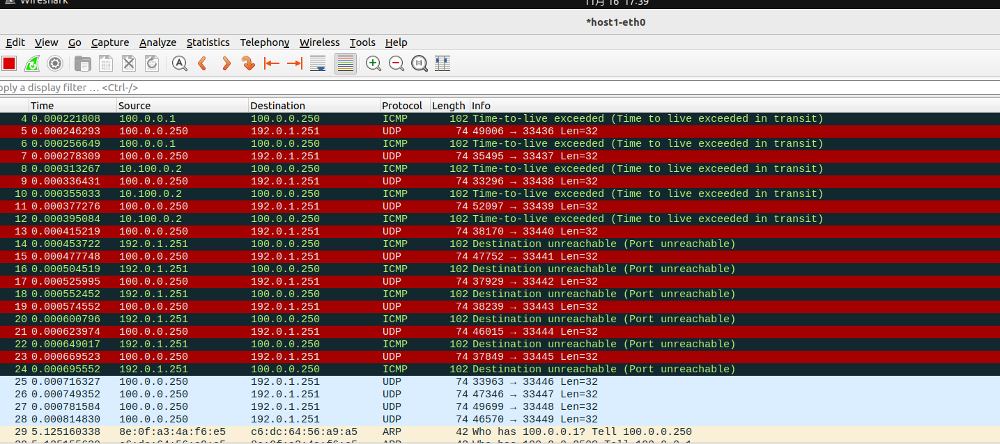 Wireshark 11月 16 17:39
*host1-eth0
Edit View Go Capture Analyze Statistics Telephony Wireless Tools Help
pply a display filter … <Ctrl-/>
Time Source Destination Protocol Length Info
4 0.000221808 100.0.0.1 100.0.0.250 ICMP 102 Time-to-live exceeded (Time to live exceeded in transit)
5 0.000246293 100.0.0.250 192.0.1.251 UDP 74 49006 → 33436 Len=32
6 0.000256649 100.0.0.1 100.0.0.250 ICMP 102 Time-to-live exceeded (Time to live exceeded in transit)
7 0.000278309 100.0.0.250 192.0.1.251 UDP 74 35495 → 33437 Len=32
8 0.000313267 10.100.0.2 100.0.0.250 ICMP 102 Time-to-live exceeded (Time to live exceeded in transit)
9 0.000336431 100.0.0.250 192.0.1.251 UDP 74 33296 → 33438 Len=32
10 0.000355033 10.100.0.2 100.0.0.250 ICMP 102 Time-to-live exceeded (Time to live exceeded in transit)
11 0.000377276 100.0.0.250 192.0.1.251 UDP 74 52097 → 33439 Len=32
12 0.000395084 10.100.0.2 100.0.0.250 ICMP 102 Time-to-live exceeded (Time to live exceeded in transit)
13 0.000415219 100.0.0.250 192.0.1.251 UDP 74 38170 → 33440 Len=32
14 0.000453722 192.0.1.251 100.0.0.250 ICMP 102 Destination unreachable (Port unreachable)
15 0.000477748 100.0.0.250 192.0.1.251 UDP 74 47752 → 33441 Len=32
16 0.000504519 192.0.1.251 100.0.0.250 ICMP 102 Destination unreachable (Port unreachable)
17 0.000525995 100.0.0.250 192.0.1.251 UDP 74 37929 → 33442 Len=32
18 0.000552452 192.0.1.251 100.0.0.250 ICMP 102 Destination unreachable (Port unreachable)
19 0.000574552 100.0.0.250 192.0.1.251 UDP 74 38239 → 33443 Len=32
20 0.000600796 192.0.1.251 100.0.0.250 ICMP 102 Destination unreachable (Port unreachable)
21 0.000623974 100.0.0.250 192.0.1.251 UDP 74 46015 → 33444 Len=32
22 0.000649017 192.0.1.251 100.0.0.250 ICMP 102 Destination unreachable (Port unreachable)
23 0.000669523 100.0.0.250 192.0.1.251 UDP 74 37849 → 33445 Len=32
24 0.000695552 192.0.1.251 100.0.0.250 ICMP 102 Destination unreachable (Port unreachable)
25 0.000716327 100.0.0.250 192.0.1.251 UDP 74 33963 → 33446 Len=32
26 0.000749352 100.0.0.250 192.0.1.251 UDP 74 47346 → 33447 Len=32
27 0.000781584 100.0.0.250 192.0.1.251 UDP 74 49699 → 33448 Len=32
28 0.000814830 100.0.0.250 192.0.1.251 UDP 74 46570 → 33449 Len=32
29 5.125160338 8e:0f:a3:4a:f6:e5 c6:dc:64:56:a9:a5 ARP 42 Who has 100.0.0.1? Tell 100.0.0.250